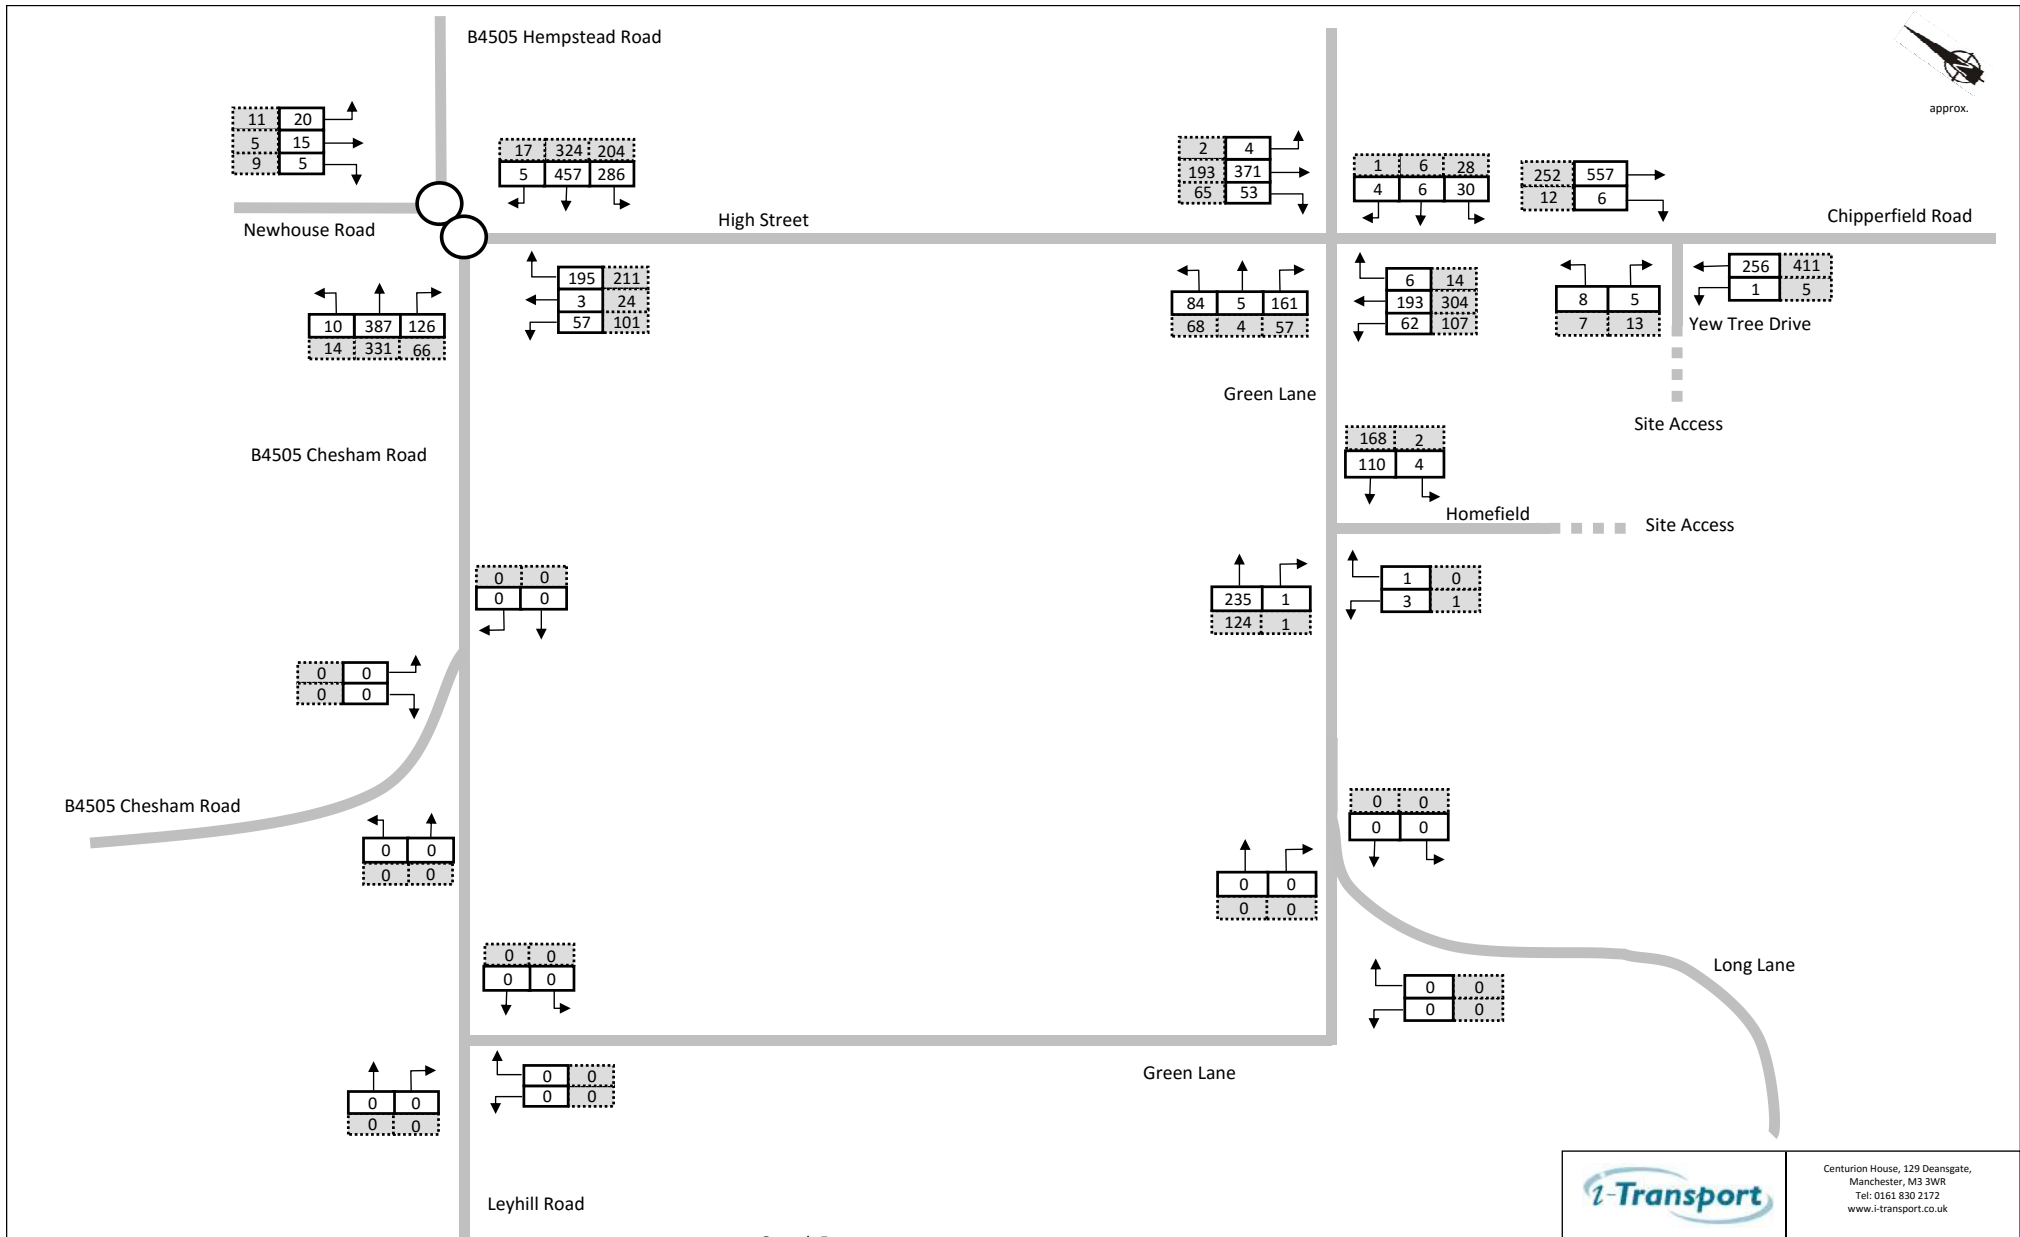 B4505 Hempstead Road
approx.
11 20
5 15
9 5
17 324 204
5 457 286
2 4
193 371
65 53
1 6 28
4 6 30
252 557
12 6
Newhouse Road
High Street
Chipperfield Road
195 211
3 24
57 101
10 387 126
14 331 66
84 5 161
68 4 57
6 14
193 304
62 107
8 5
7 13
256 411
1 5
Yew Tree Drive
Green Lane
Site Access
168 2
110 4
B4505 Chesham Road
Homefield
Site Access
0 0
0 0
235 1
124 1
1 0
3 1
0 0
0 0
B4505 Chesham Road
0 0
0 0
0 0
0 0
0 0
0 0
0 0
0 0
Long Lane
0 0
0 0
Green Lane
0 0
0 0
0 0
0 0
Leyhill Road
i-Transport
Centurion House, 129 Deansgate,
Manchester, M3 3WR
Tel: 0161 830 2172
www.i-transport.co.uk